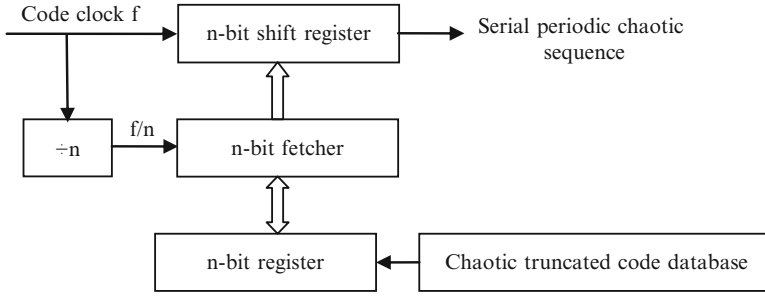 Code clock f
n-bit shift register
Serial periodic chaotic
sequence
÷n
f/n
n-bit fetcher
n-bit register
Chaotic truncated code database